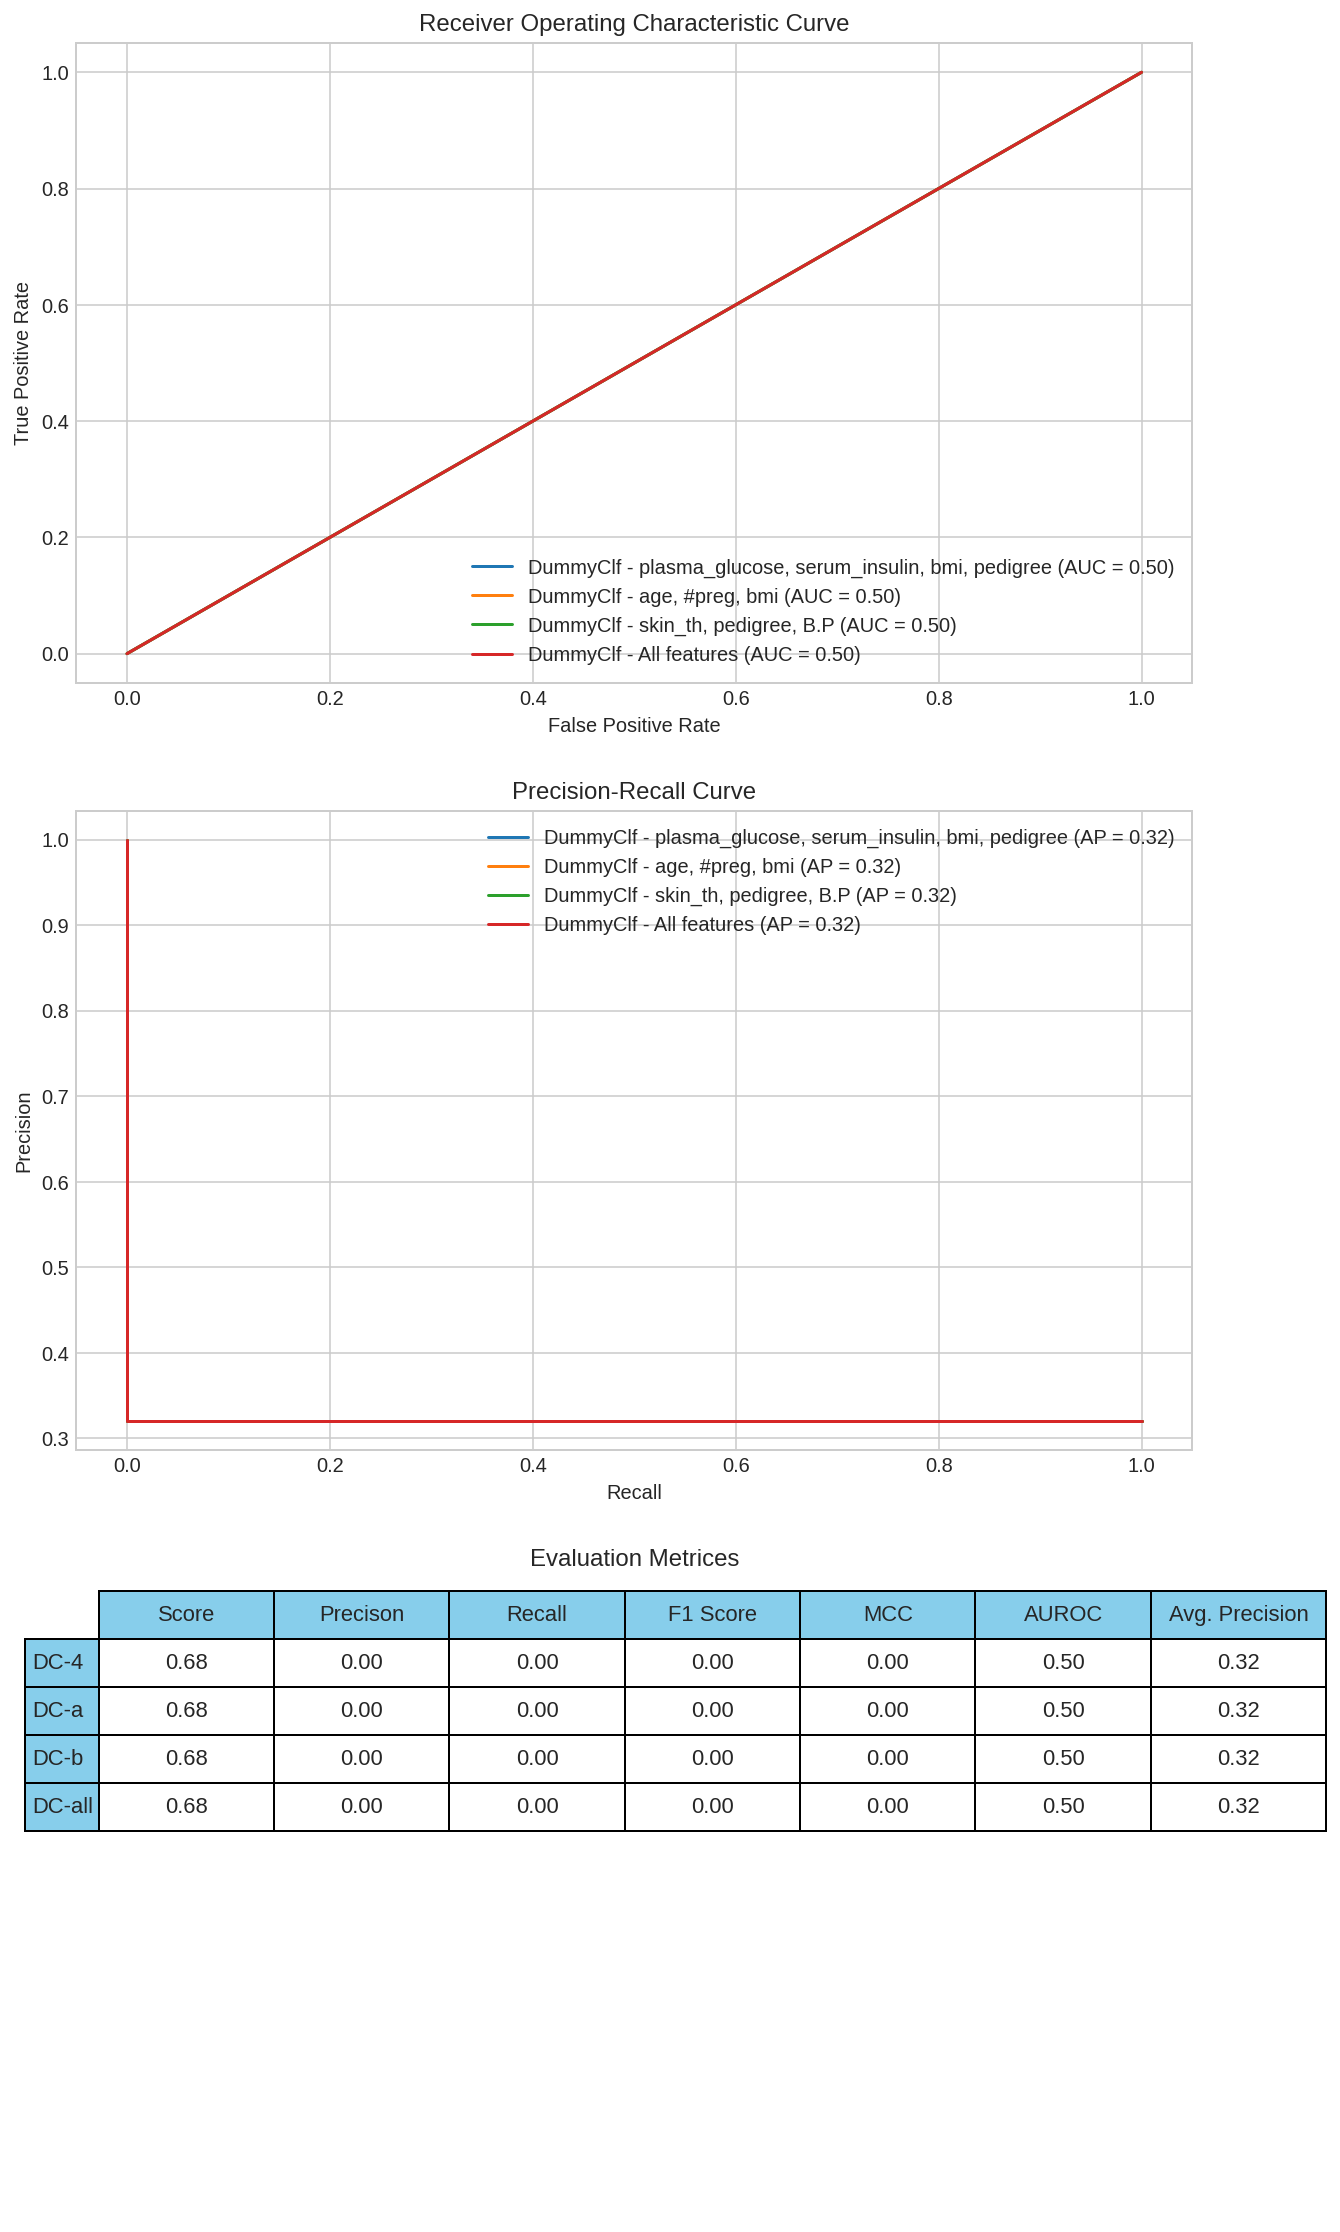 Receiver Operating Characteristic Curve
1.0
0.8
0.6
0.4
0.2
0.0
True Positive Rate
DummyClf - plasma_glucose, serum_insulin, bmi, pedigree (AUC = 0.50)
DummyClf - age, #preg, bmi (AUC = 0.50)
DummyClf - skin_th, pedigree, B.P (AUC = 0.50)
DummyClf - All features (AUC = 0.50)
0.0 0.2 0.4 0.6 0.8 1.0
False Positive Rate
Precision-Recall Curve
DummyClf - plasma_glucose, serum_insulin, bmi, pedigree (AP = 0.32)
DummyClf - age, #preg, bmi (AP = 0.32)
DummyClf - skin_th, pedigree, B.P (AP = 0.32)
DummyClf - All features (AP = 0.32)
1.0
0.9
0.8
0.7
0.6
0.5
0.4
0.3
Precision
0.0 0.2 0.4 0.6 0.8 1.0
Recall
Evaluation Metrices
Score Precison Recall F1 Score MCC AUROC Avg. Precision
DC-4 0.68 0.00 0.00 0.00 0.00 0.50 0.32
DC-a 0.68 0.00 0.00 0.00 0.00 0.50 0.32
DC-b 0.68 0.00 0.00 0.00 0.00 0.50 0.32
DC-all 0.68 0.00 0.00 0.00 0.00 0.50 0.32